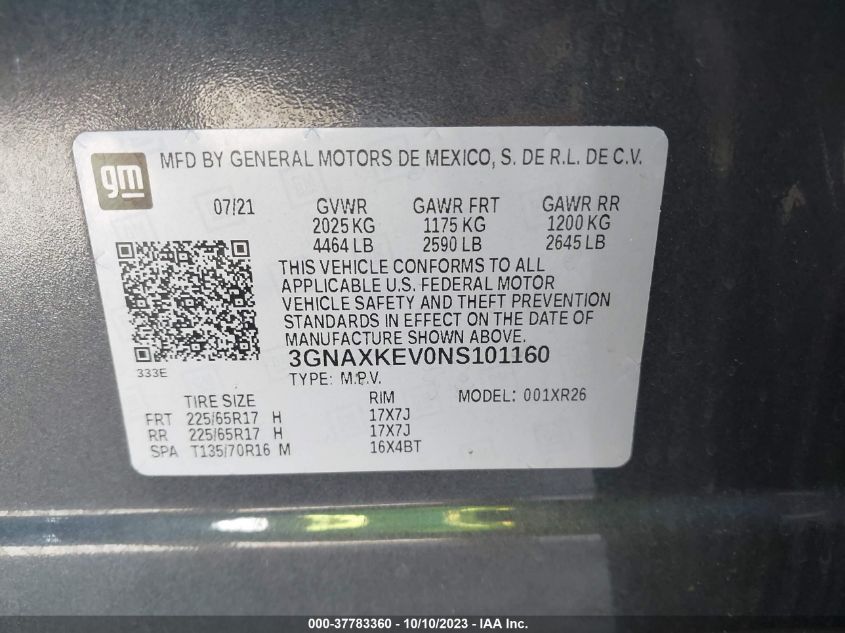 gm
MFD BY GENERAL MOTORS DE MEXICO, S. DE R.L. DE C.V.
07/21 GVWR GAWR FRT GAWR RR
2025 KG 1175 KG 1200 KG
4464 LB 2590 LB 2645 LB
THIS VEHICLE CONFORMS TO ALL
APPLICABLE U.S. FEDERAL MOTOR
VEHICLE SAFETY AND THEFT PREVENTION
STANDARDS IN EFFECT ON THE DATE OF
MANUFACTURE SHOWN ABOVE.
3GNAXKEV0NS101160
333E
TYPE: M.P.V.
TIRE SIZE RIM MODEL: 001XR26
FRT 225/65R17 H 17X7J
RR 225/65R17 H 17X7J
SPA T135/70R16 M 16X4BT
000-37783360 - 10/10/2023 - IAA Inc.